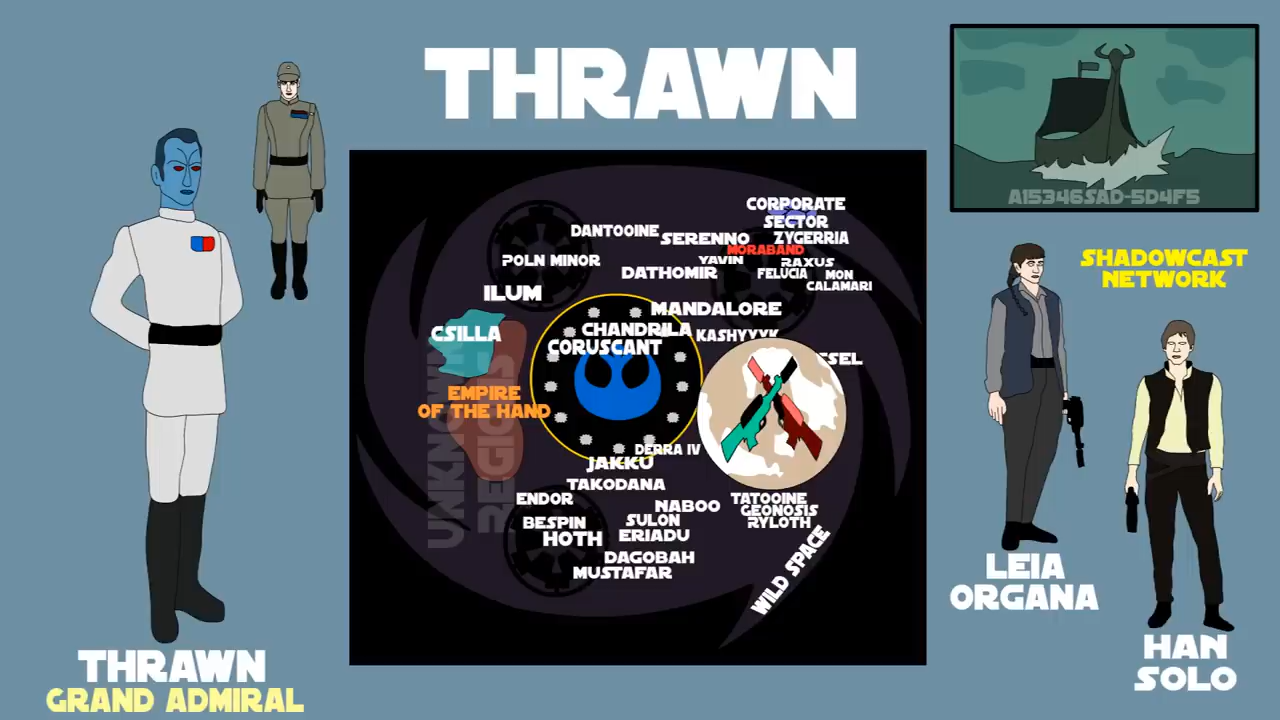 THRAWN
A15346SAD-5D4F5
SHADOWCAST
NETWORK
CORPORATE
SECTOR
DANTOOINE
SERENNO
ZYGERRIA
MORABAND
POLN MINOR
YAVIN
RAXUS
DATHOMIR
FELUCIA
MON
CALAMARI
ILUM
MANDALORE
CSILLA
CHANDRILA
KASHYYYK
CORUSCANT
SSEL
EMPIRE
OF THE HAND
UNKNOWN
REGIONS
DERRA IV
JAKKU
TAKODANA
ENDOR
NABOO
TATOOINE
GEONOSIS
RYLOTH
BESPIN
SULON
HOTH
ERIADU
DAGOBAH
MUSTAFAR
WILD SPACE
LEIA
ORGANA
HAN
SOLO
THRAWN
GRAND ADMIRAL